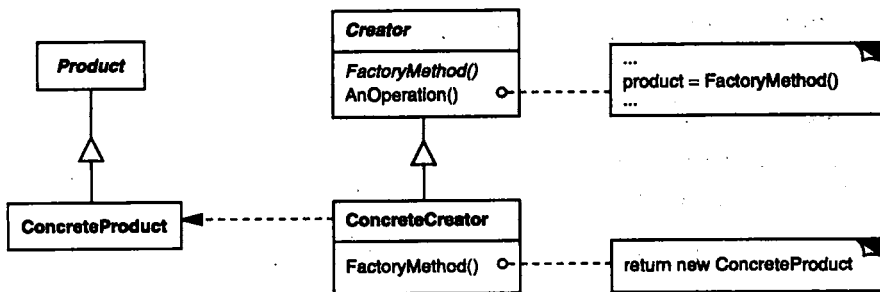 Product
ConcreteProduct
Creator
FactoryMethod()
AnOperation()
...
product = FactoryMethod()
...
ConcreteCreator
FactoryMethod()
return new ConcreteProduct